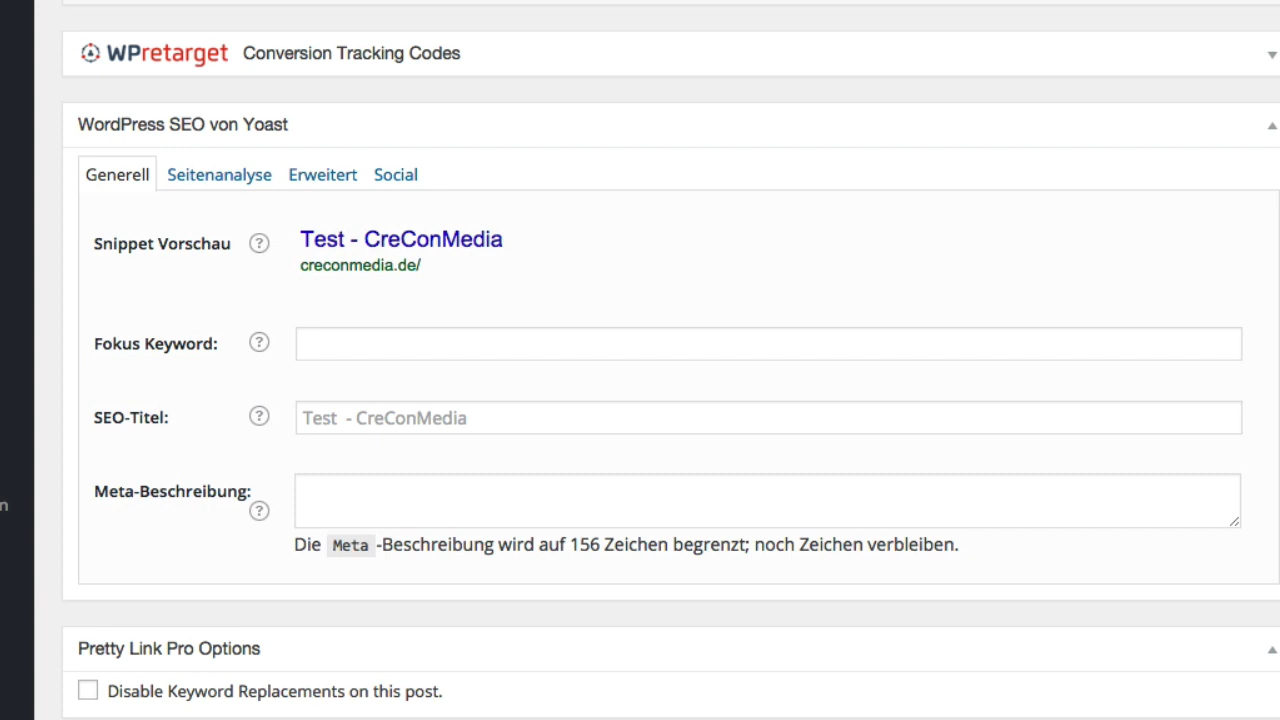 WPretarget Conversion Tracking Codes
WordPress SEO von Yoast
Generell Seitenanalyse Erweitert Social
Snippet Vorschau ? Test - CreConMedia
creconmedia.de/
Fokus Keyword: ?
SEO-Titel: ? Test - CreConMedia
Meta-Beschreibung:
?
Die Meta -Beschreibung wird auf 156 Zeichen begrenzt; noch Zeichen verbleiben.
n
Pretty Link Pro Options
Disable Keyword Replacements on this post.